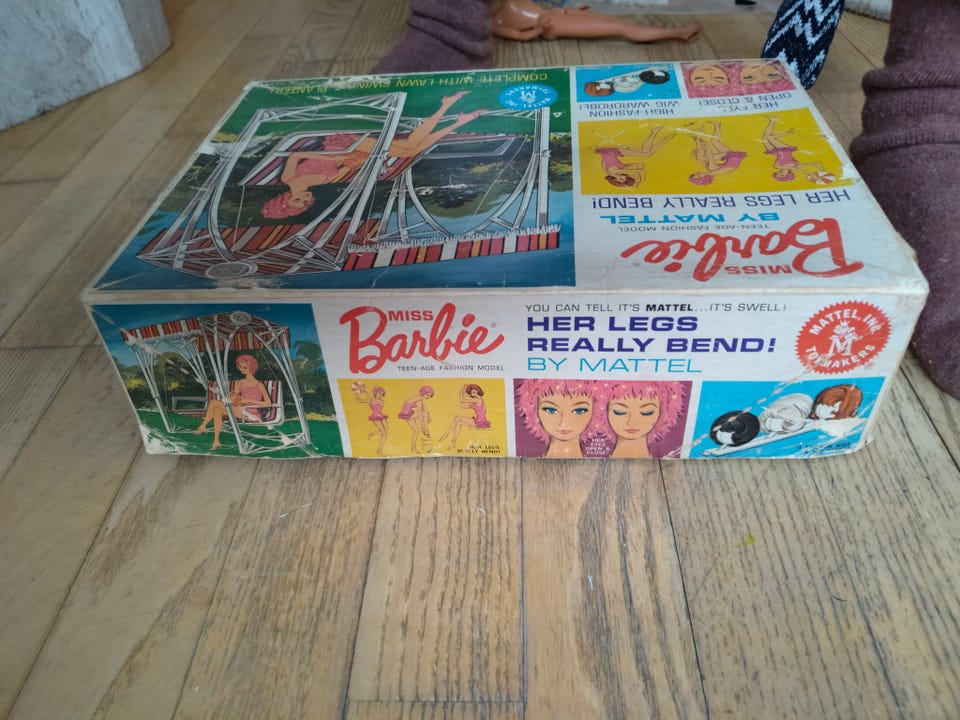 COMPLETE WITH LAWN SWING & PLANTER!
MATTEL, INC.
TOYMAKERS
M
HIGH-FASHION
WIG WARDROBE!
HER EYES
OPEN & CLOSE!
HER LEGS REALLY BEND!
BY MATTEL
TEEN-AGE FASHION MODEL
MISS
Barbie
MISS
Barbie®
TEEN-AGE FASHION MODEL
HER LEGS
REALLY BEND!
YOU CAN TELL IT'S MATTEL...IT'S SWELL!
HER LEGS
REALLY BEND!
BY MATTEL
HER
EYES
OPEN &
CLOSE!
MATTEL, INC.
M
TOYMAKERS